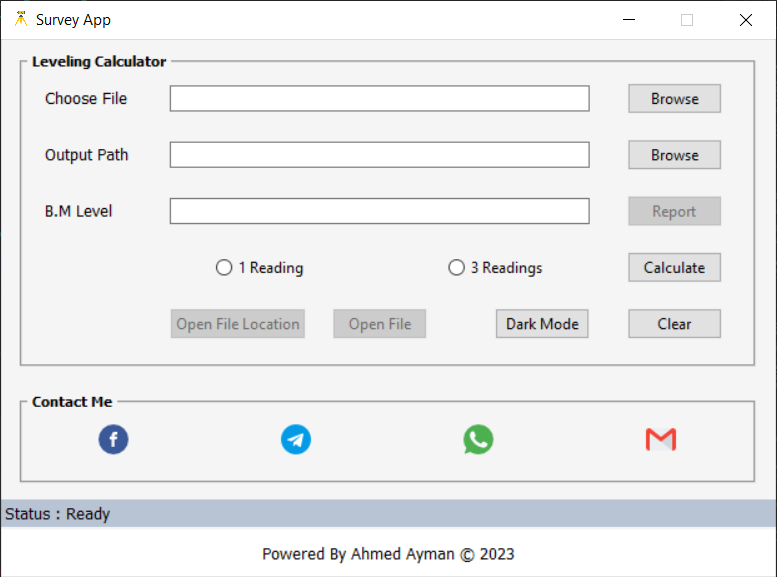 Survey App
Leveling Calculator
Choose File
Browse
Output Path
Browse
B.M Level
Report
1 Reading
3 Readings
Calculate
Open File Location
Open File
Dark Mode
Clear
Contact Me
Status : Ready
Powered By Ahmed Ayman © 2023